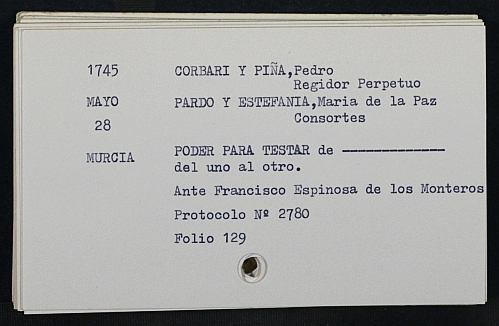 1745 CORBARI Y PIÑA,Pedro
Regidor Perpetuo
MAYO PARDO Y ESTEFANIA,Maria de la Paz
28 Consortes
MURCIA PODER PARA TESTAR de -------------
del uno al otro.
Ante Francisco Espinosa de los Monteros
Protocolo Nº 2780
Folio 129